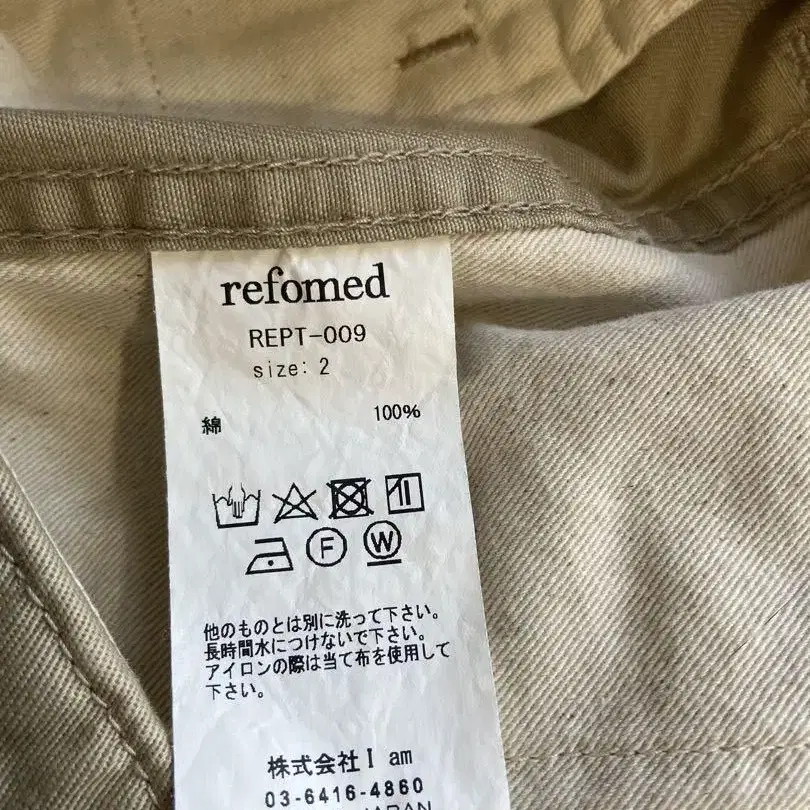 refomed
REPT-009
size: 2
綿 100%
F W
他のものとは別に洗って下さい。
長時間水につけないで下さい。
アイロンの際は当て布を使用して
下さい。
株式会社I am
03-6416-4860
JAPAN